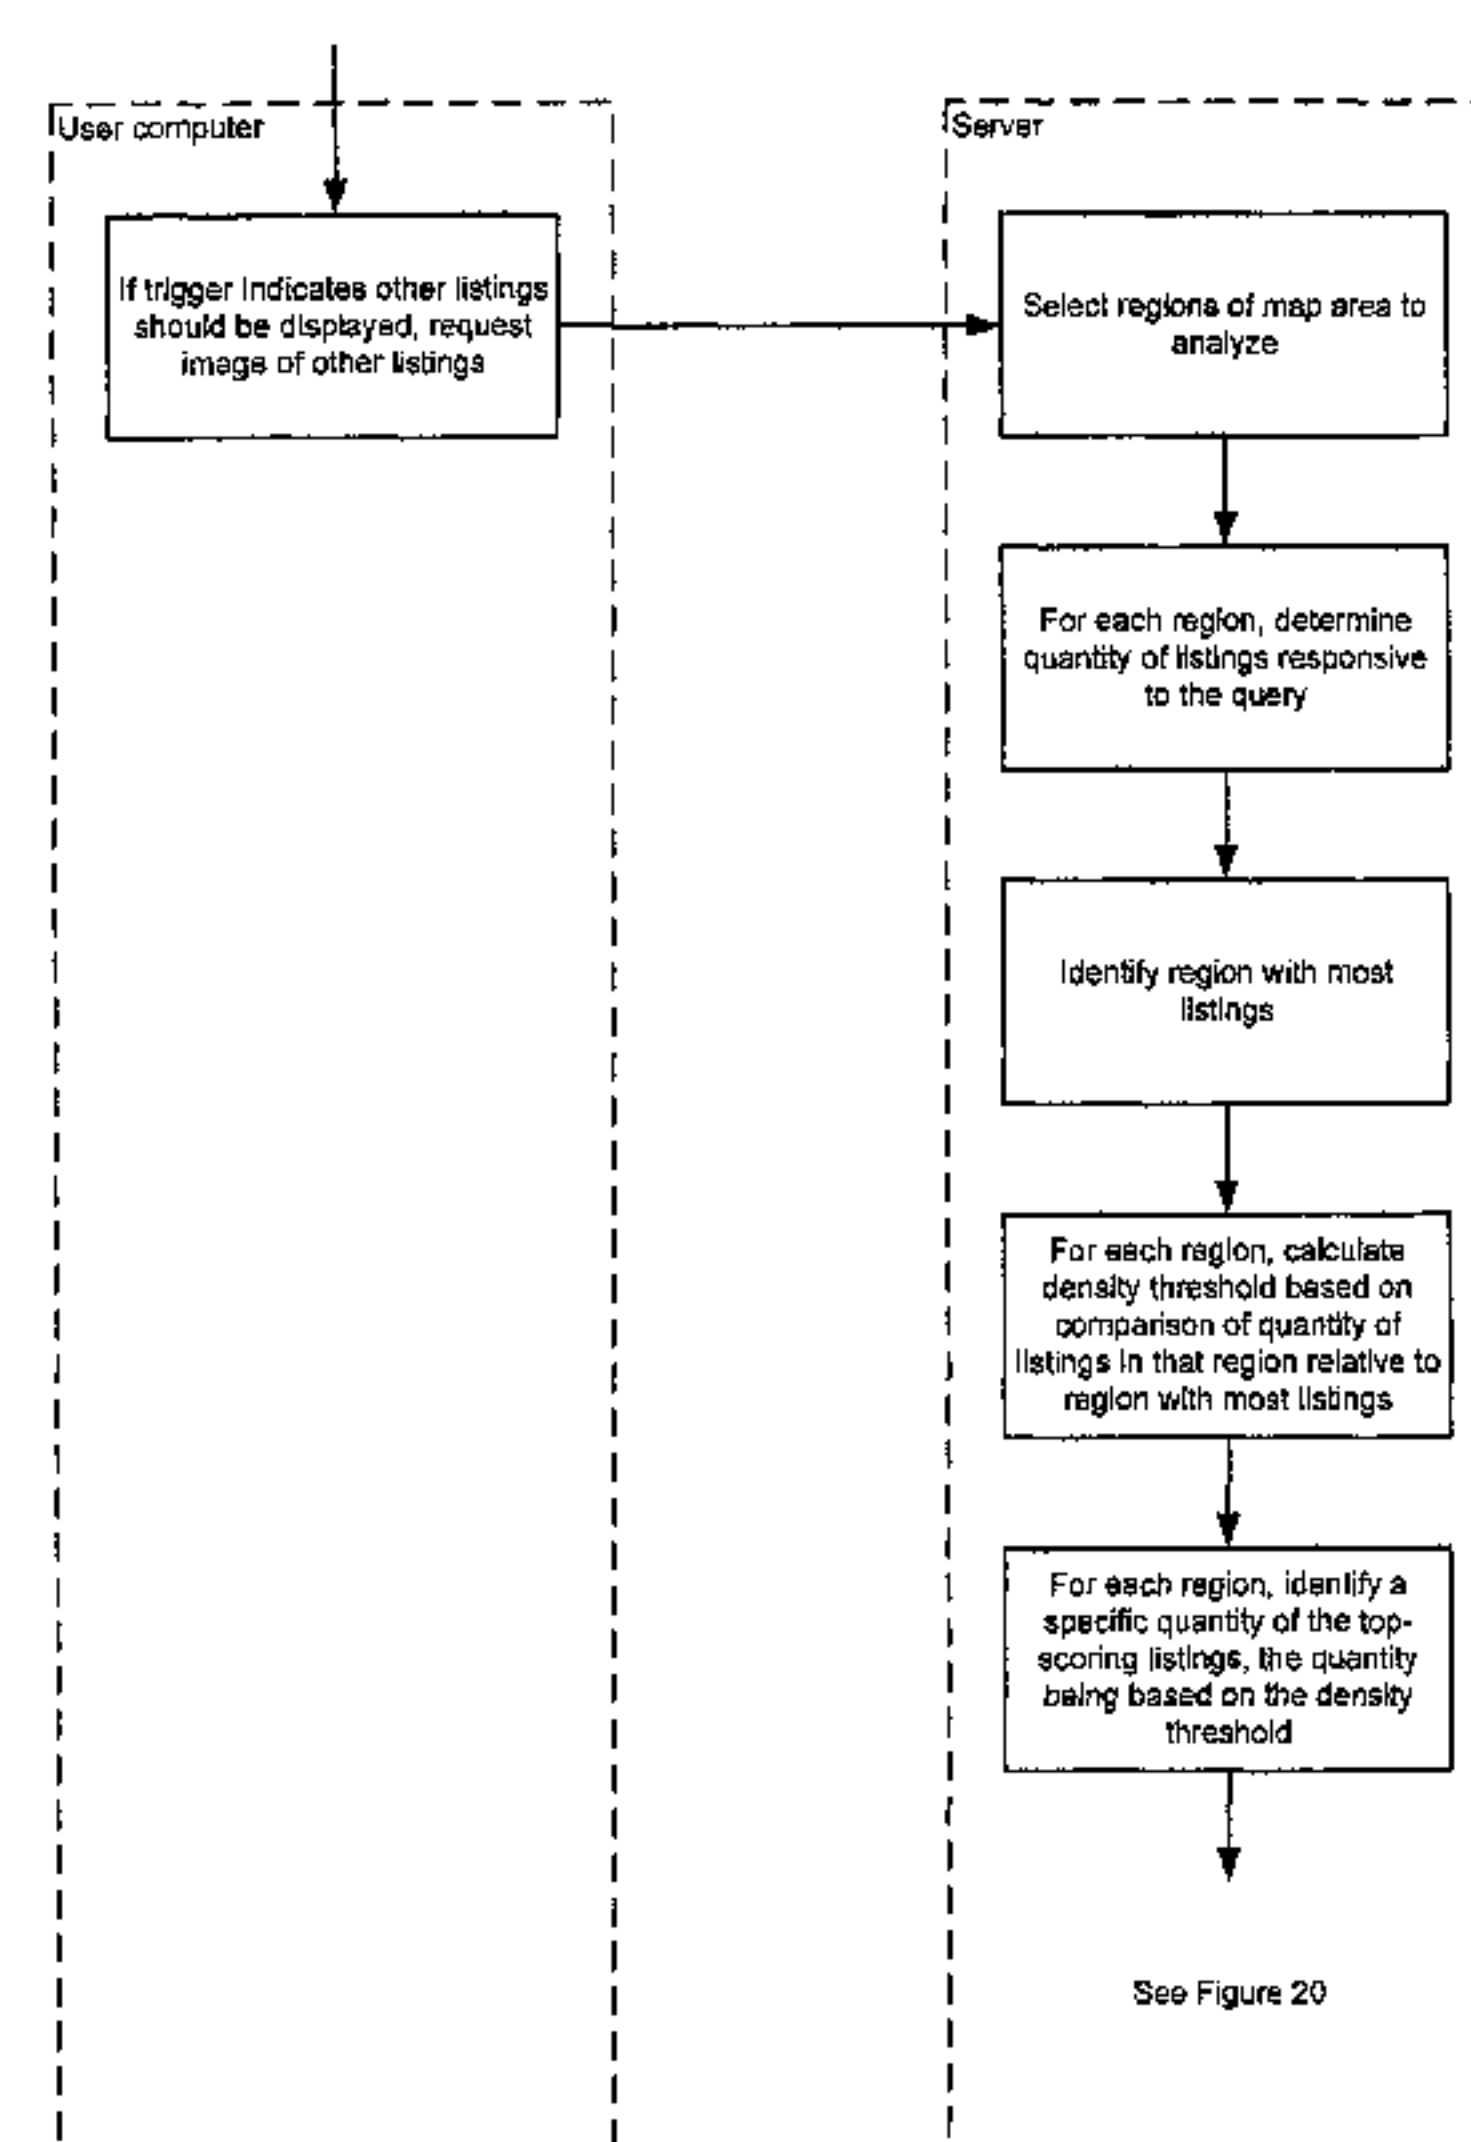 User computer
If trigger indicates other listings
should be displayed, request
image of other listings
Server
Select regions of map area to
analyze
For each region, determine
quantity of listings responsive
to the query
Identify region with most
listings
For each region, calculate
density threshold based on
comparison of quantity of
listings in that region relative to
region with most listings
For each region, identify a
specific quantity of the top-
scoring listings, the quantity
being based on the density
threshold
See Figure 20